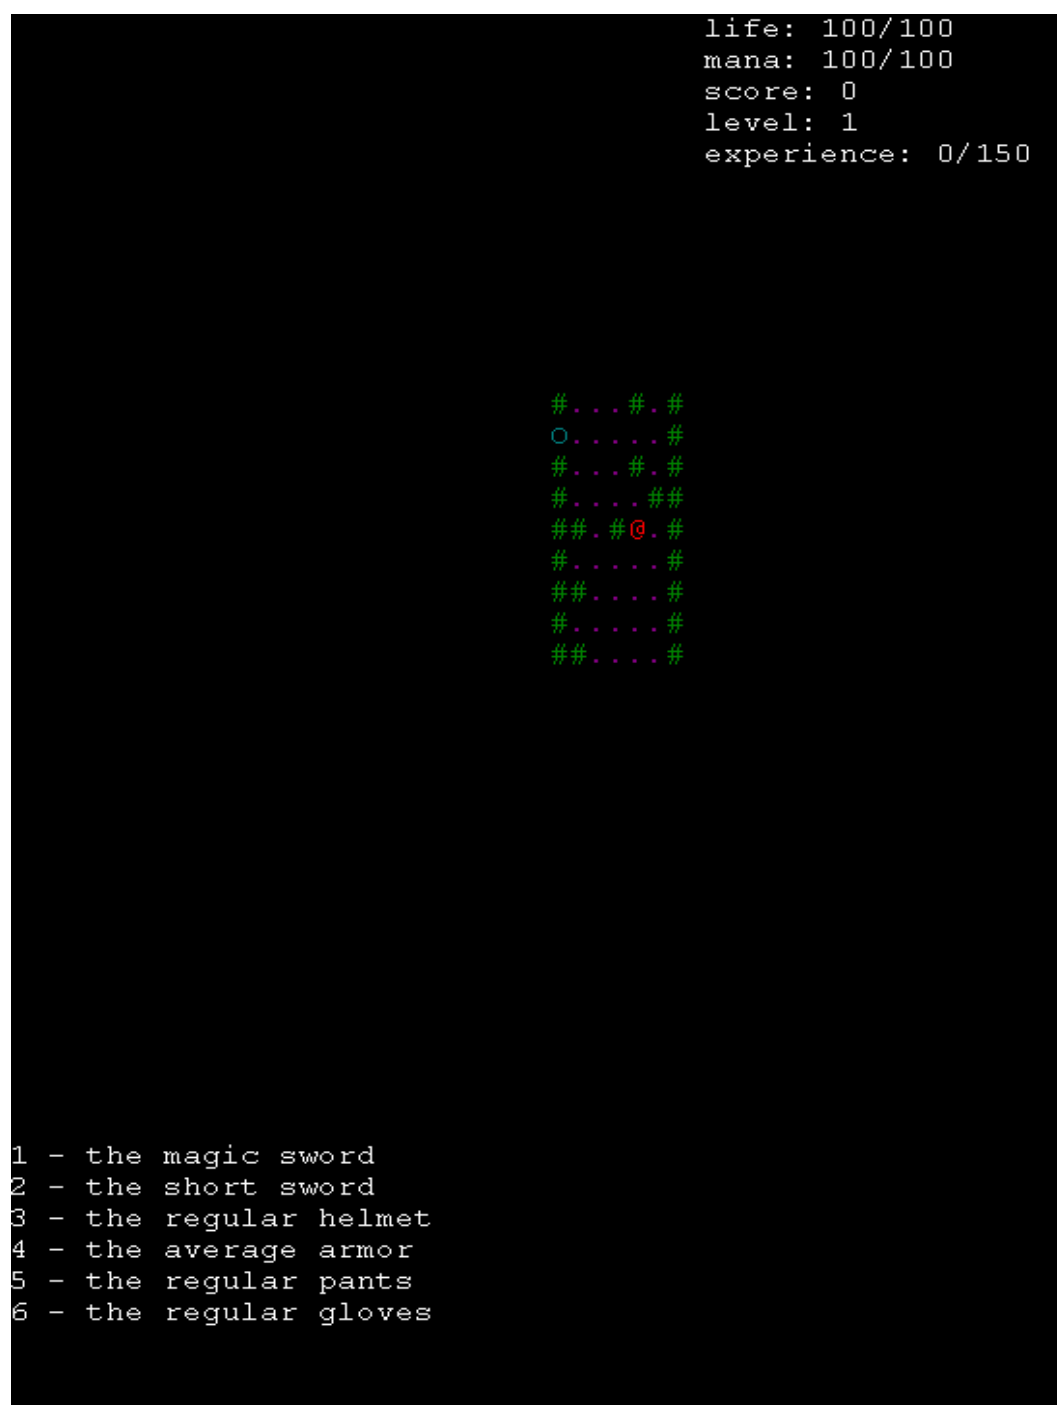 life: 100/100
mana: 100/100
score: 0
level: 1
experience: 0/150
#...#.#
O.....#
#...#.#
#....##
##.#@.#
#.....#
##....#
#.....#
##....#
1 - the magic sword
2 - the short sword
3 - the regular helmet
4 - the average armor
5 - the regular pants
6 - the regular gloves